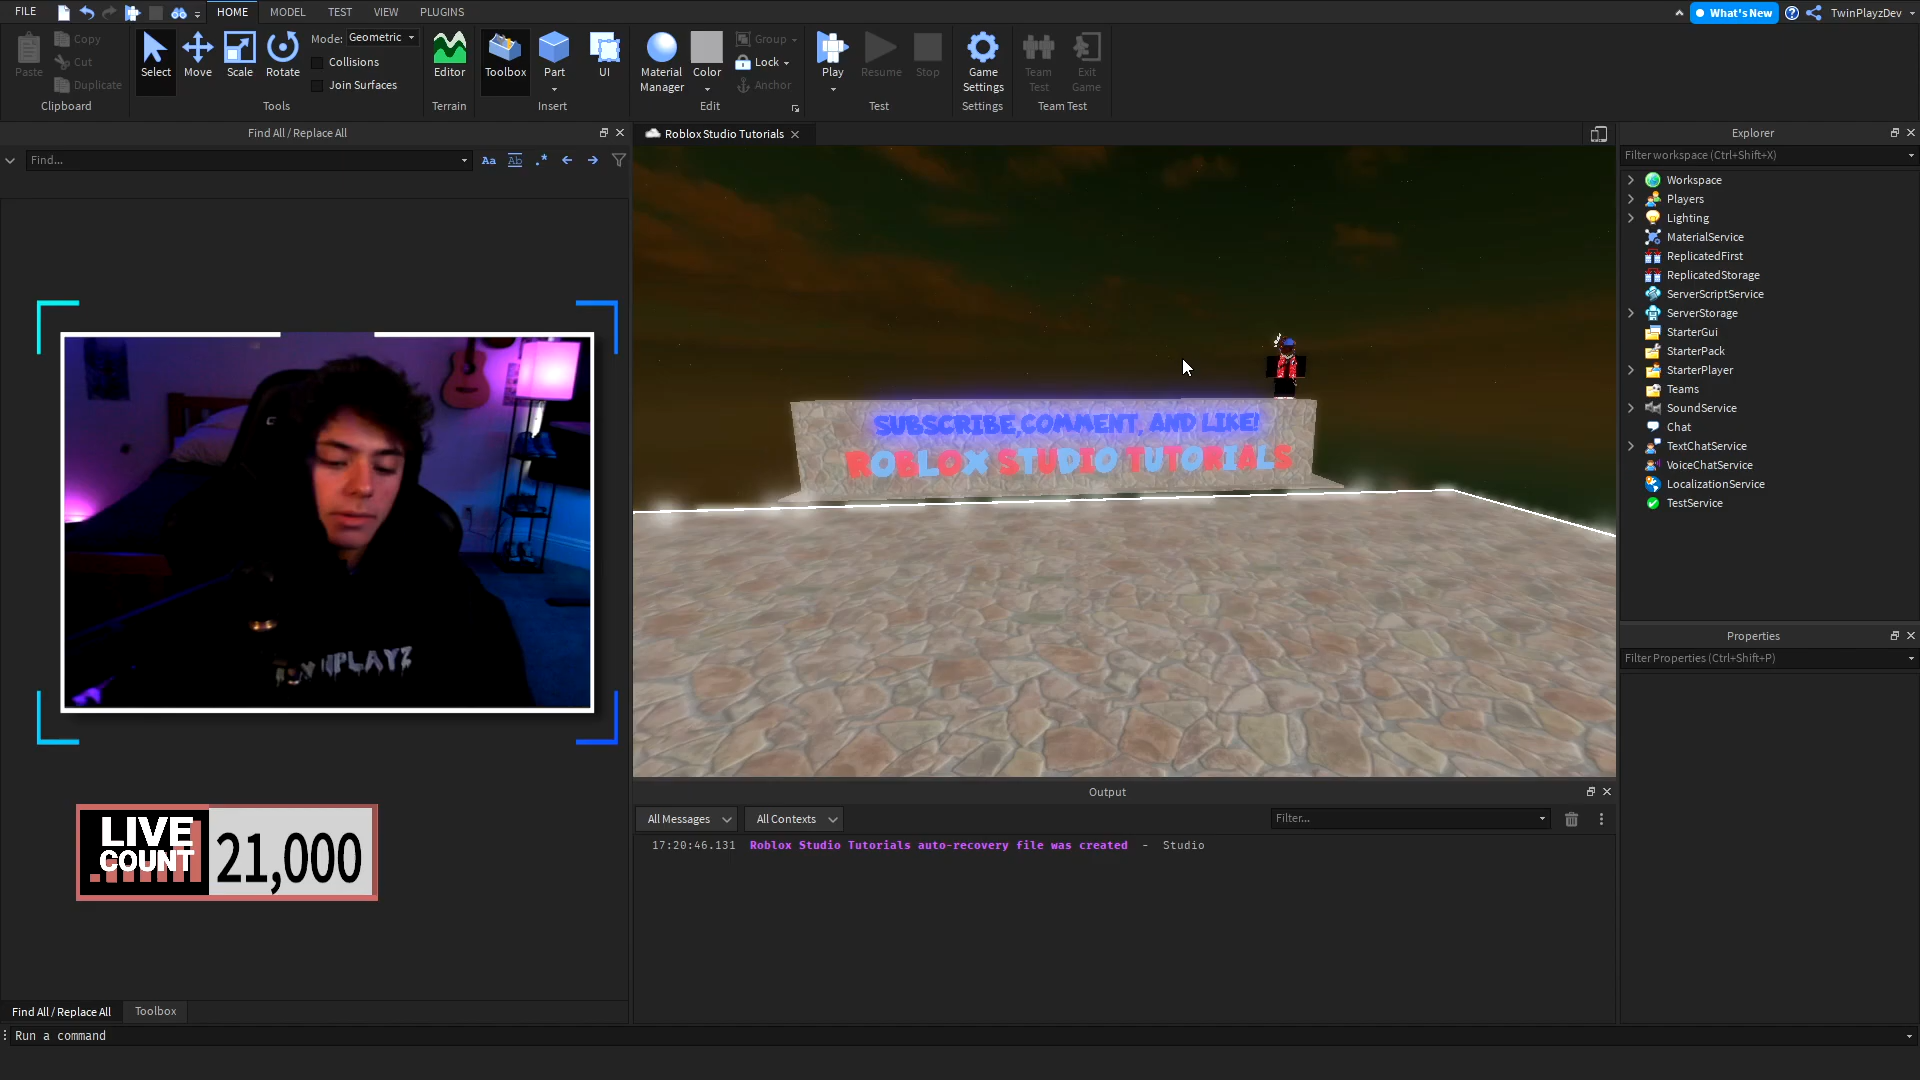 FILE
HOME
MODEL
TEST
VIEW
PLUGINS
What's New
TwinPlayzDev
Paste
Copy
Cut
Duplicate
Clipboard
Select
Move
Scale
Rotate
Mode: Geometric
Collisions
Join Surfaces
Tools
Editor
Terrain
Toolbox
Part
UI
Insert
Material
Manager
Color
Group
Lock
Anchor
Edit
Play
Resume
Stop
Test
Game
Settings
Settings
Team
Test
Exit
Game
Team Test
Find All / Replace All
Find...
Aa
Ab
.*
LIVE
COUNT
21,000
Find All / Replace All
Toolbox
Run a command
Roblox Studio Tutorials
SUBSCRIBE,COMMENT, AND LIKE!
ROBLOX STUDIO TUTORIALS
Output
All Messages
All Contexts
Filter...
17:20:46.131 Roblox Studio Tutorials auto-recovery file was created - Studio
Explorer
Filter workspace (Ctrl+Shift+X)
Workspace
Players
Lighting
MaterialService
ReplicatedFirst
ReplicatedStorage
ServerScriptService
ServerStorage
StarterGui
StarterPack
StarterPlayer
Teams
SoundService
Chat
TextChatService
VoiceChatService
LocalizationService
TestService
Properties
Filter Properties (Ctrl+Shift+P)